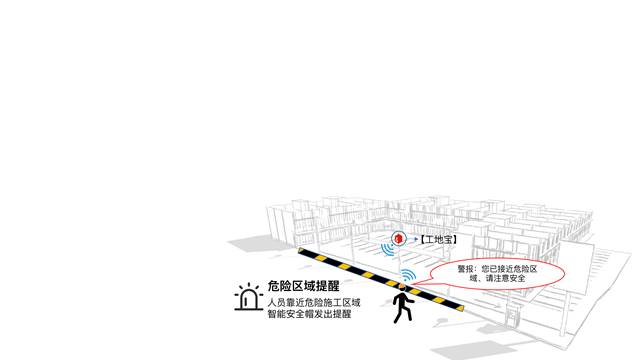 【工地宝】
警报：您已接近危险区
域、请注意安全
危险区域提醒
人员靠近危险施工区域
智能安全帽发出提醒